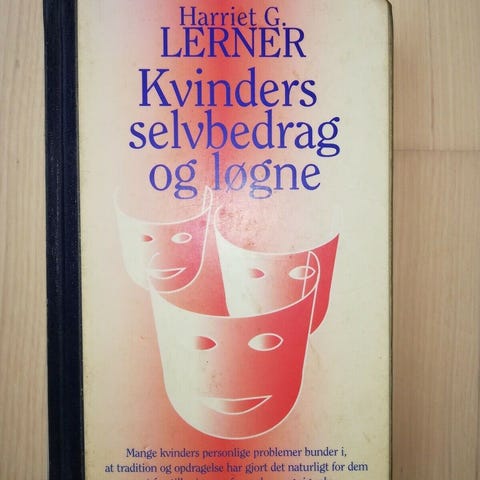 Harriet G.
LERNER
Kvinders
selvbedrag
og løgne
Mange kvinders personlige problemer bunder i,
at tradition og opdragelse har gjort det naturligt for dem